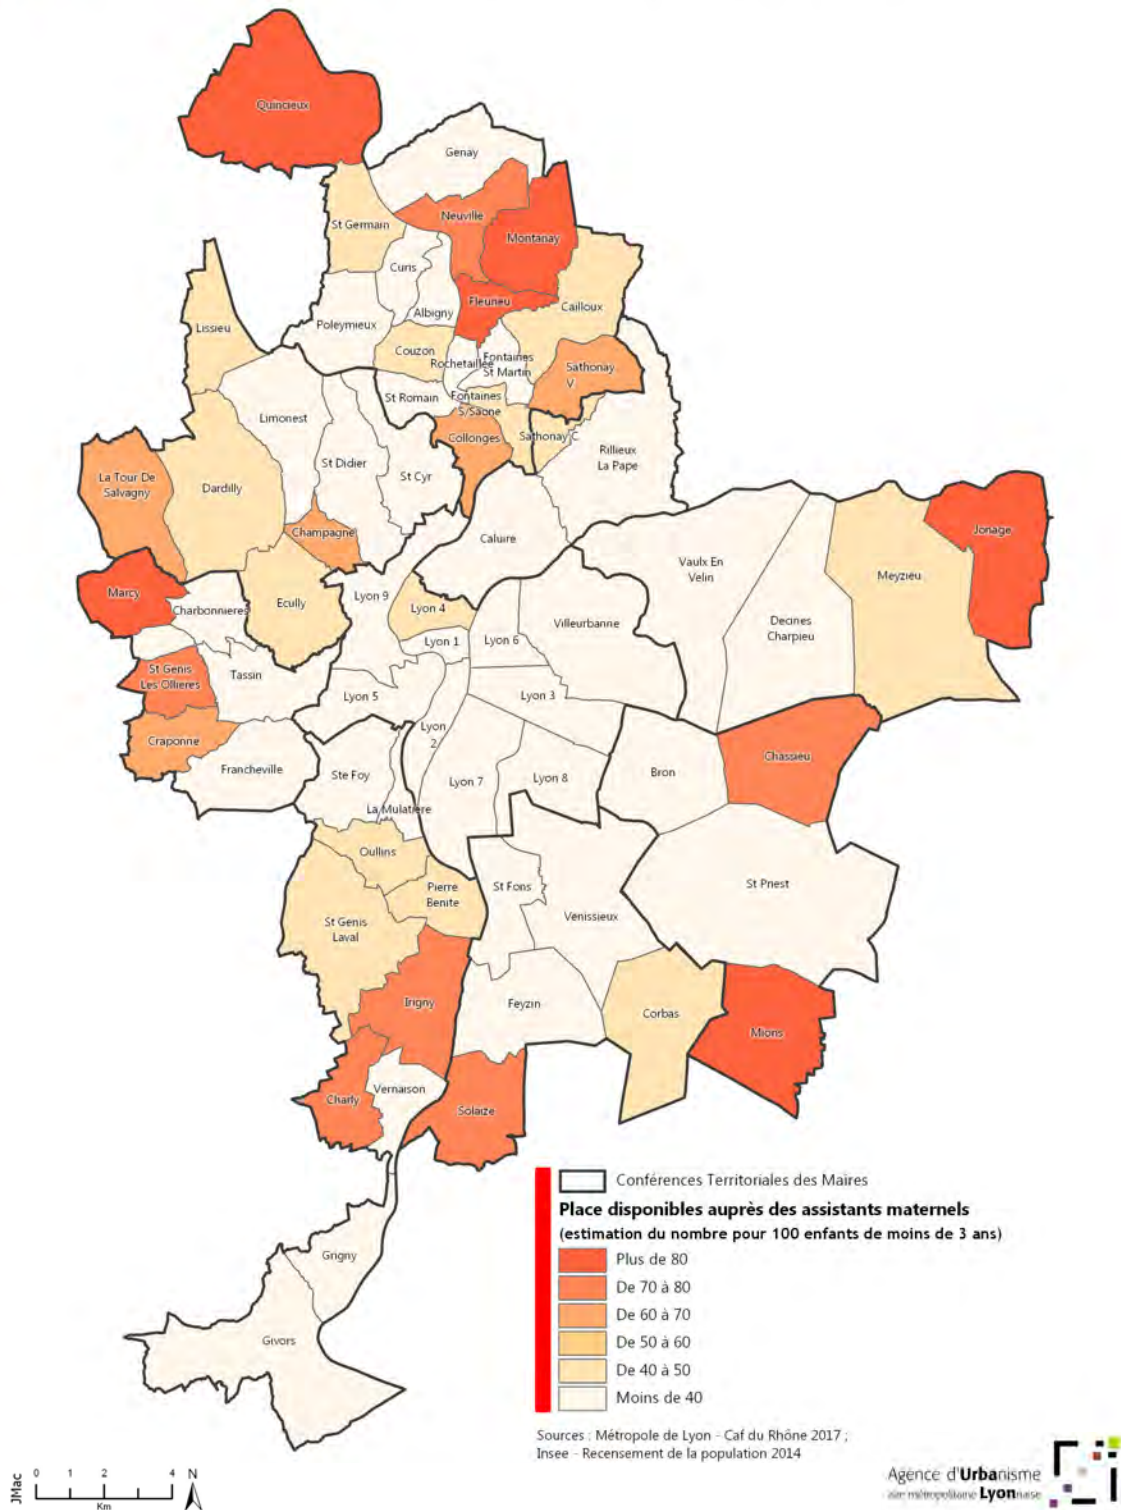 Quincieux
Genay
St Germain
Neuville
Montanay
Curis
Fleurieu
Cailloux
Albigny
Lissieu
Poleymieux
Couzon
Rochetaillée
Fontaines
St Martin
Sathonay
V
St Romain
Fontaines
S/Saône
Limonest
Collonges
Sathonay C
Rillieux
La Pape
St Didier
St Cyr
La Tour De
Salvagny
Dardilly
Champagne
Caluire
Jonage
Vaulx En
Velin
Meyzieu
Marcy
Charbonnieres
Ecully
Lyon 9
Lyon 4
Villeurbanne
Decines
Charpieu
Lyon 1
Lyon 6
St Genis
Les Ollieres
Tassin
Lyon 5
Lyon 3
Lyon
2
Craponne
Francheville
Ste Foy
Lyon 7
Lyon 8
Bron
Chassieu
La Mulatiere
Oullins
Pierre
Benite
St Fons
St Priest
St Genis
Laval
Venissieux
Irigny
Feyzin
Corbas
Mions
Charly
Vernaison
Solaize
Grigny
Givors
Conférences Territoriales des Maires
Place disponibles auprès des assistants maternels
(estimation du nombre pour 100 enfants de moins de 3 ans)
Plus de 80
De 70 à 80
De 60 à 70
De 50 à 60
De 40 à 50
Moins de 40
Sources : Métropole de Lyon - Caf du Rhône 2017 ;
Insee - Recensement de la population 2014
JMac
0 1 2 4 N
Km
Agence d'Urbanisme
aire métropolitaine Lyonnaise